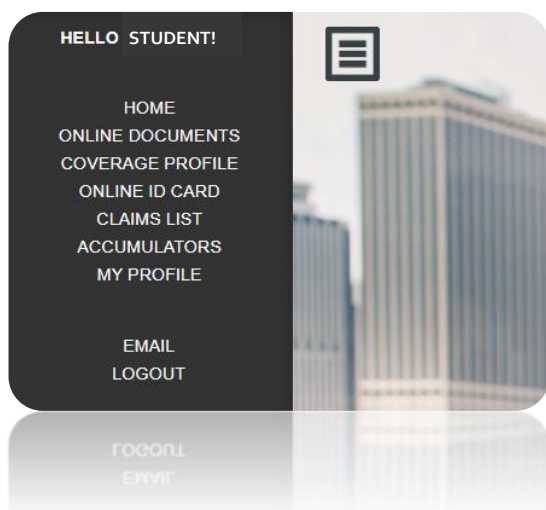 HELLO STUDENT!
HOME
ONLINE DOCUMENTS
COVERAGE PROFILE
ONLINE ID CARD
CLAIMS LIST
ACCUMULATORS
MY PROFILE
EMAIL
LOGOUT